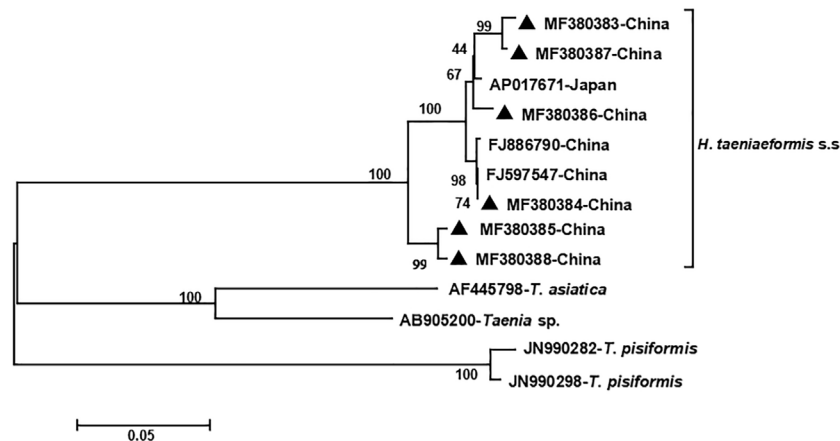 99
MF380383-China
44
MF380387-China
67
AP017671-Japan
100
MF380386-China
FJ886790-China
H. taeniaeformis s.s
100
FJ597547-China
98
74
MF380384-China
MF380385-China
99
MF380388-China
100
AF445798-T. asiatica
AB905200-Taenia sp.
JN990282-T. pisiformis
100
JN990298-T. pisiformis
0.05